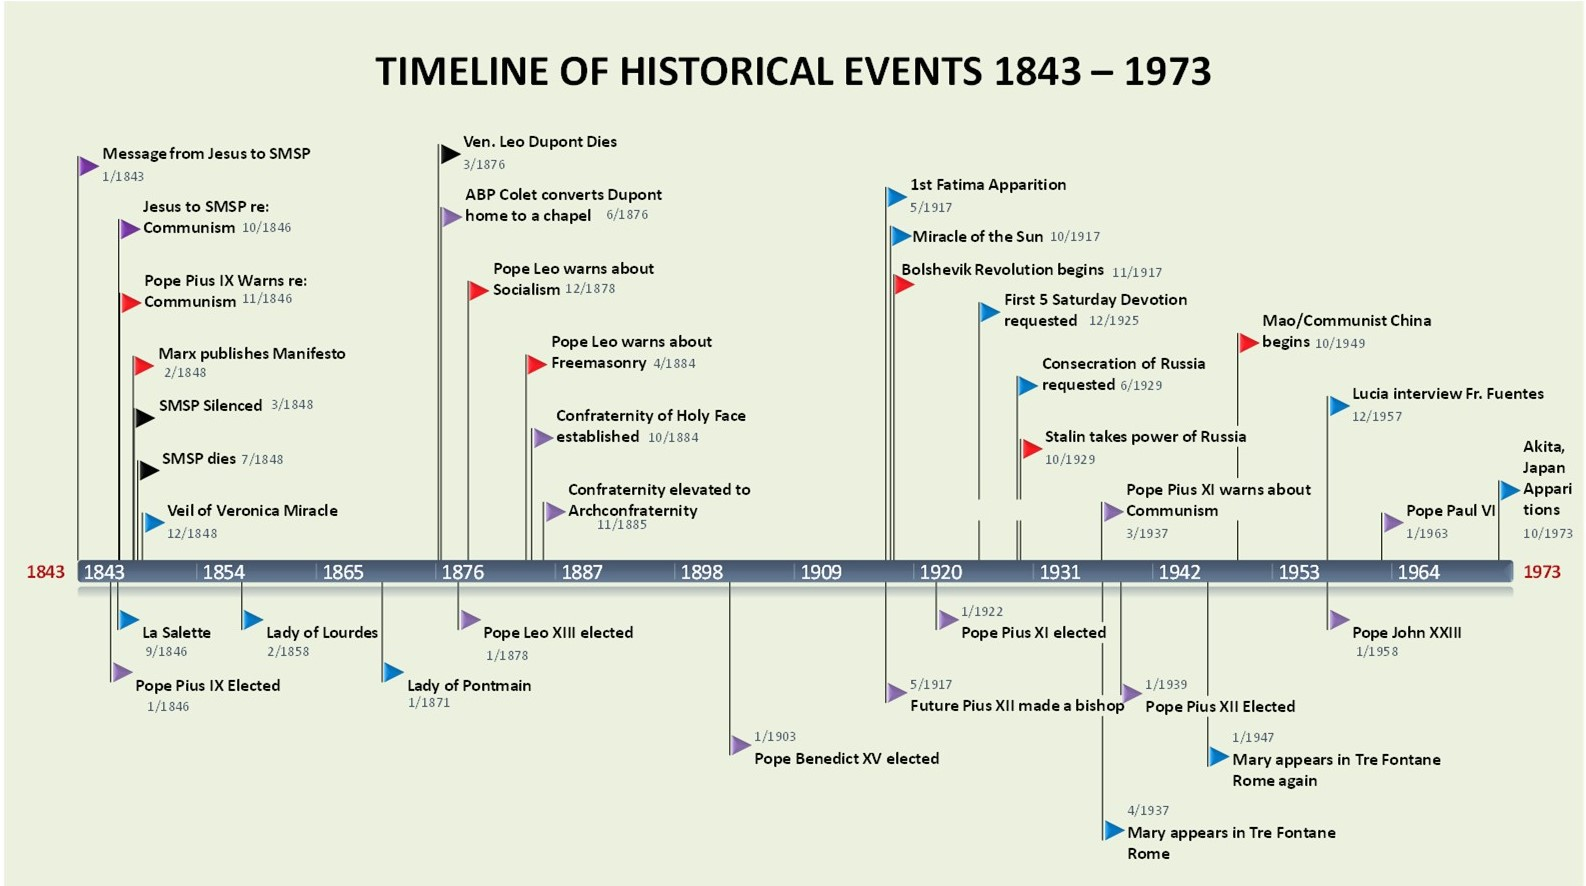 TIMELINE OF HISTORICAL EVENTS 1843 – 1973
Message from Jesus to SMSP
1/1843
Jesus to SMSP re:
Communism 10/1846
Pope Pius IX Warns re:
Communism 11/1846
Marx publishes Manifesto
2/1848
SMSP Silenced 3/1848
SMSP dies 7/1848
Veil of Veronica Miracle
12/1848
Ven. Leo Dupont Dies
3/1876
ABP Colet converts Dupont
home to a chapel 6/1876
Pope Leo warns about
Socialism 12/1878
Pope Leo warns about
Freemasonry 4/1884
Confraternity of Holy Face
established 10/1884
Confraternity elevated to
Archconfraternity
11/1885
1st Fatima Apparition
5/1917
Miracle of the Sun 10/1917
Bolshevik Revolution begins 11/1917
First 5 Saturday Devotion
requested 12/1925
Consecration of Russia
requested 6/1929
Stalin takes power of Russia
10/1929
Pope Pius XI warns about
Communism
3/1937
Mao/Communist China
begins 10/1949
Lucia interview Fr. Fuentes
12/1957
Pope Paul VI
1/1963
Akita,
Japan
Appari
tions
10/1973
1843 1843 1854 1865 1876 1887 1898 1909 1920 1931 1942 1953 1964 1973
La Salette
9/1846
Pope Pius IX Elected
1/1846
Lady of Lourdes
2/1858
Lady of Pontmain
1/1871
Pope Leo XIII elected
1/1878
1/1903
Pope Benedict XV elected
1/1922
Pope Pius XI elected
5/1917
Future Pius XII made a bishop
1/1939
Pope Pius XII Elected
1/1947
Mary appears in Tre Fontane
Rome again
4/1937
Mary appears in Tre Fontane
Rome
Pope John XXIII
1/1958